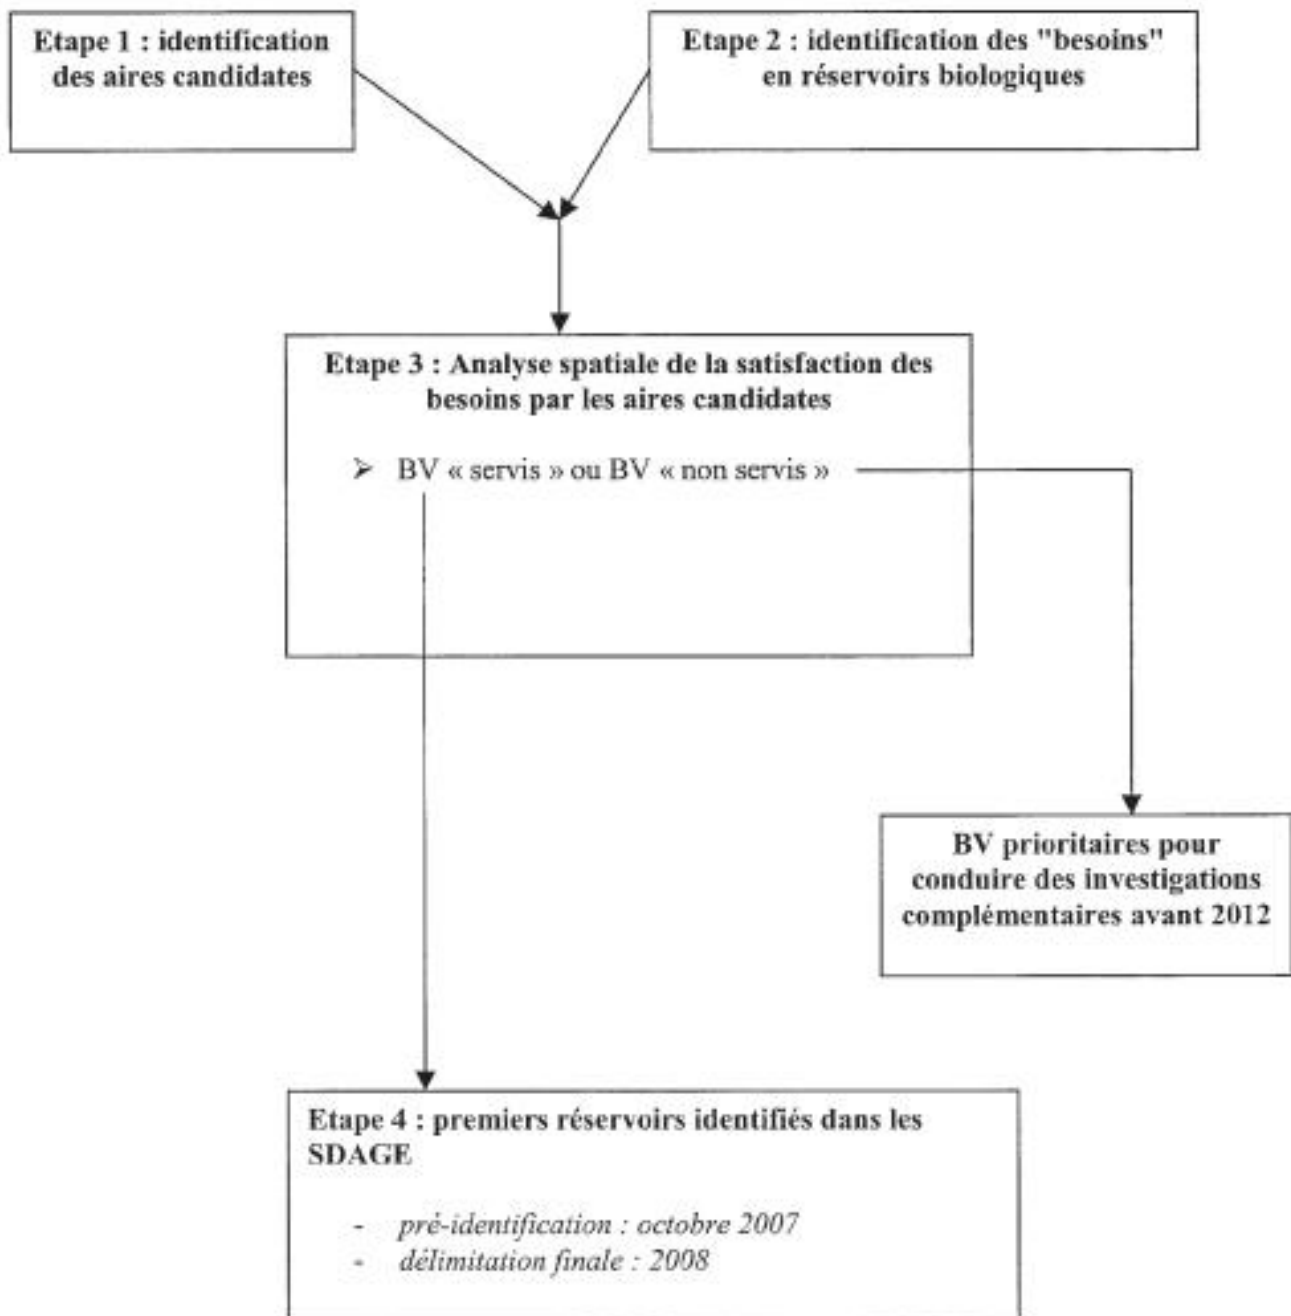 Etape 1 : identification
des aires candidates
Etape 2 : identification des "besoins"
en réservoirs biologiques
Etape 3 : Analyse spatiale de la satisfaction des
besoins par les aires candidates
➢ BV « servis » ou BV « non servis »
BV prioritaires pour
conduire des investigations
complémentaires avant 2012
Etape 4 : premiers réservoirs identifiés dans les
SDAGE
- pré-identification : octobre 2007
- délimitation finale : 2008